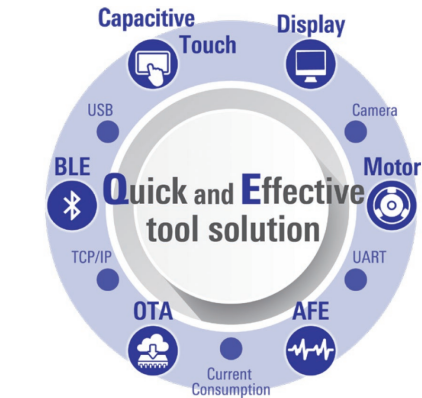 Capacitive
Touch
Display
USB
Camera
BLE
Motor
Quick and Effective
tool solution
TCP/IP
UART
OTA
AFE
Current
Consumption